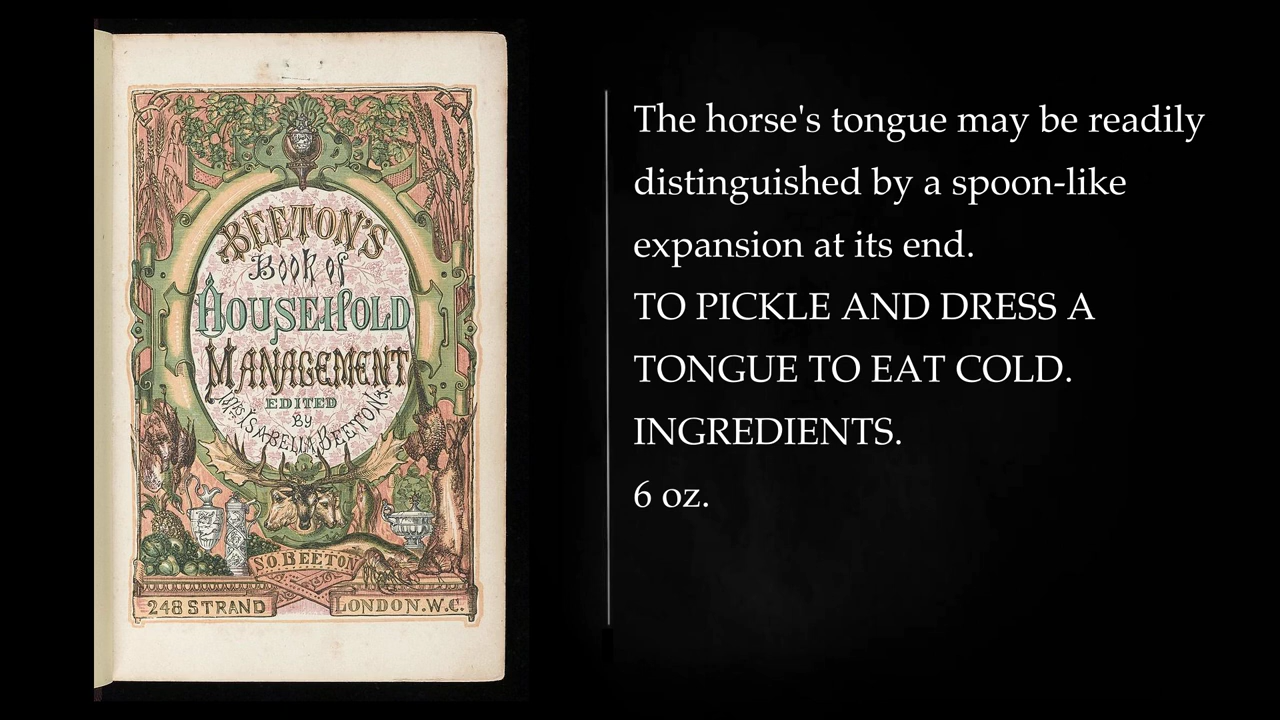 BEETON'S
Book of
HOUSEHOLD
MANAGEMENT
EDITED
BY
MRS ISABELLA BEETON.
S.O. BEETON
248 STRAND
LONDON.W.C.
The horse's tongue may be readily
distinguished by a spoon-like
expansion at its end.
TO PICKLE AND DRESS A
TONGUE TO EAT COLD.
INGREDIENTS.
6 oz.